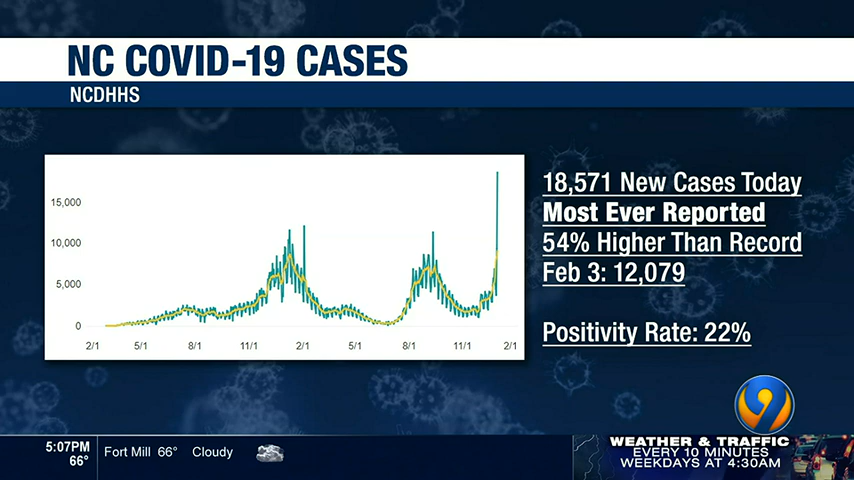 NC COVID-19 CASES
NCDHHS
15,000
10,000
5,000
0
2/1 5/1 8/1 11/1 2/1 5/1 8/1 11/1 2/1
18,571 New Cases Today
Most Ever Reported
54% Higher Than Record
Feb 3: 12,079
Positivity Rate: 22%
9
5:07PM
66°
Fort Mill 66° Cloudy
WEATHER & TRAFFIC
EVERY 10 MINUTES
WEEKDAYS AT 4:30AM